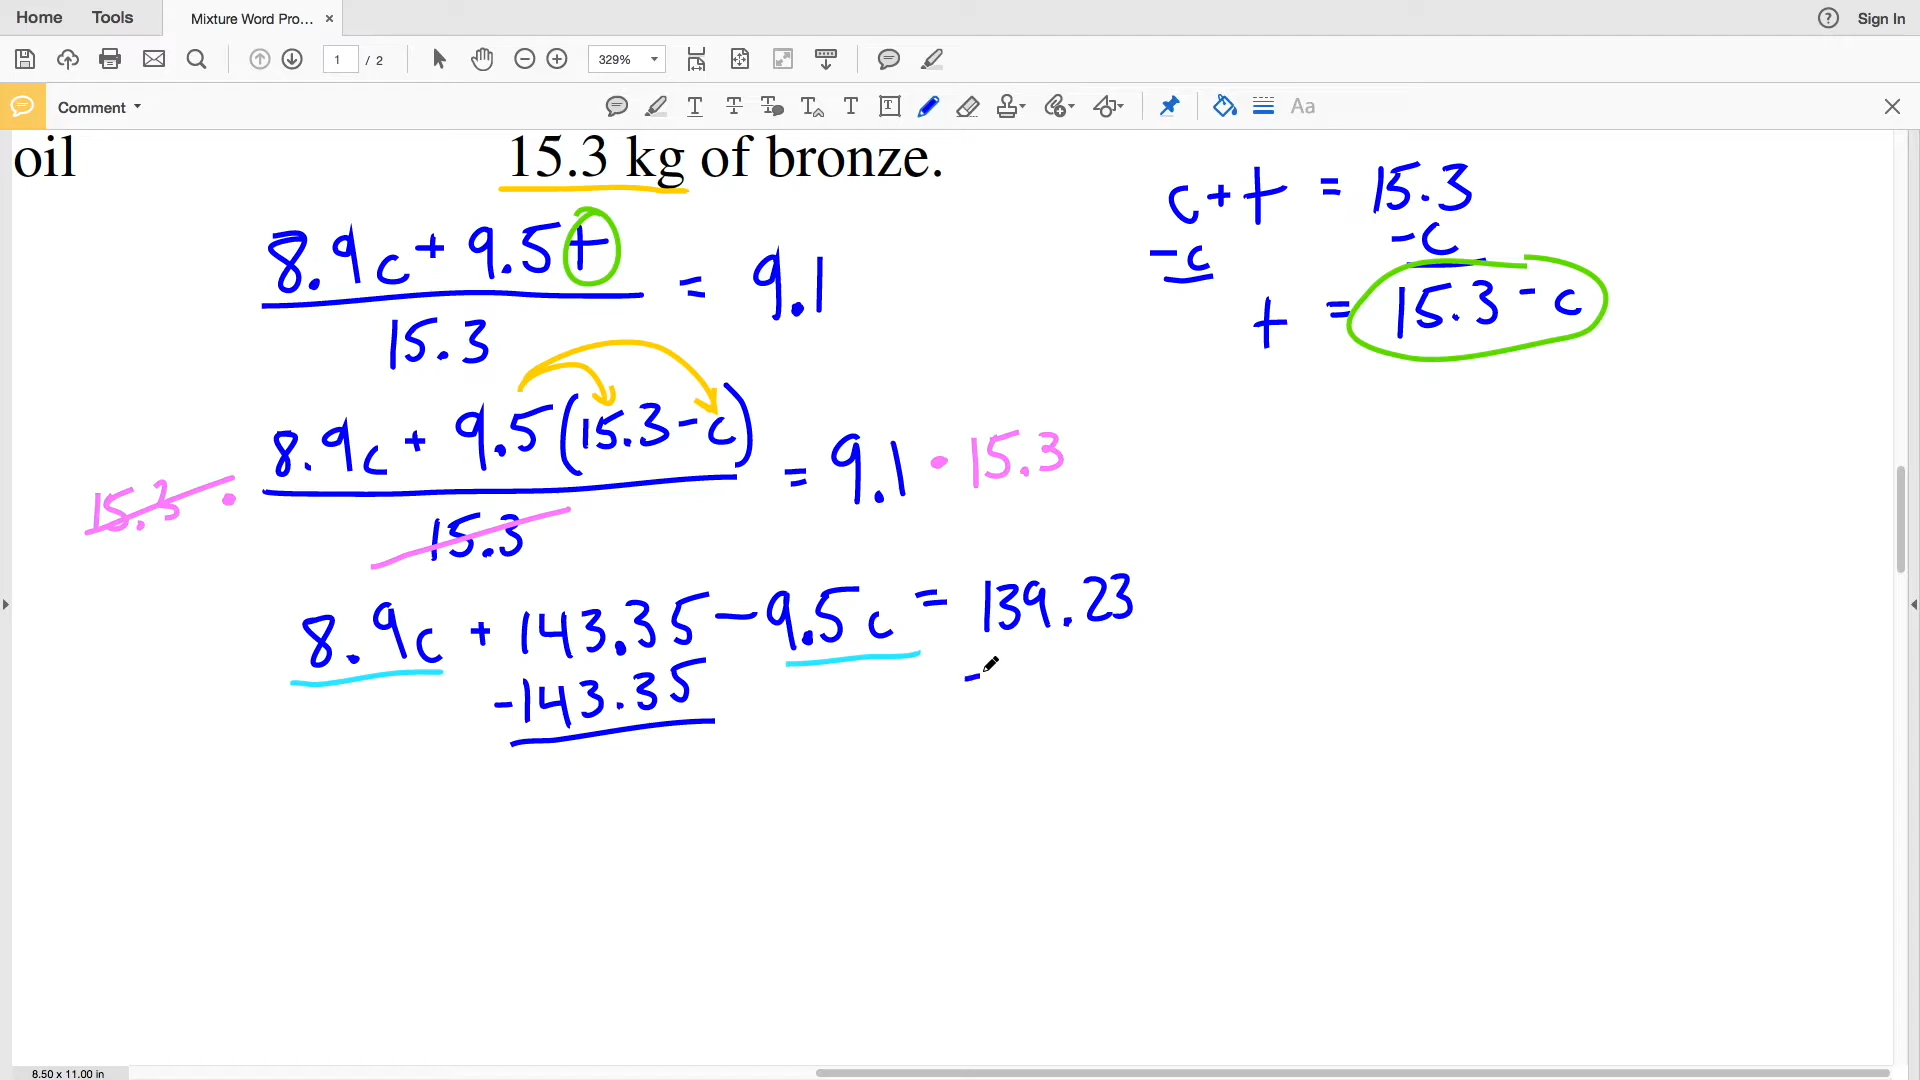 Home Tools Mixture Word Pro... × ? Sign In
1 / 2 329%
Comment Aa
oil 15.3 kg of bronze.
c + t = 15.3
-c -c
t = 15.3 - c
8.9c + 9.5t = 9.1
15.3
8.9c + 9.5(15.3 - c) = 9.1 · 15.3
15.3 ·
15.3
8.9c + 143.35 - 9.5c = 139.23
-143.35 -
8.50 x 11.00 in